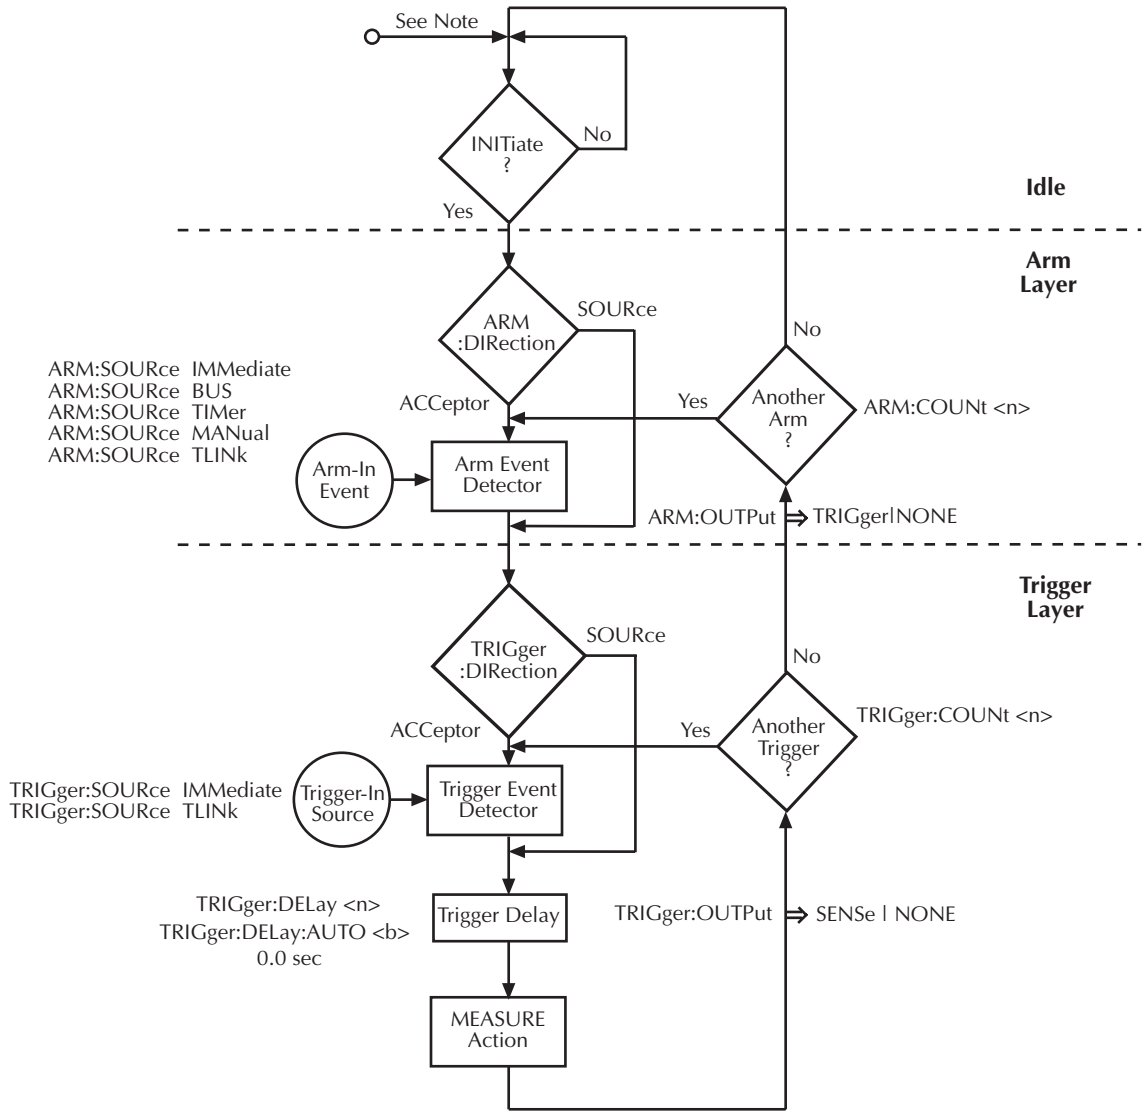 See Note
INITiate
?
No
Yes
Idle
Arm
Layer
ARM
:DIRection
SOURce
No
ARM:SOURce IMMediate
ARM:SOURce BUS
ARM:SOURce TIMer
ARM:SOURce MANual
ARM:SOURce TLINk
ACCeptor
Yes
Another
Arm
?
ARM:COUNt <n>
Arm-In
Event
Arm Event
Detector
ARM:OUTPut ⇒ TRIGger|NONE
Trigger
Layer
TRIGger
:DIRection
SOURce
No
ACCeptor
Yes
Another
Trigger
?
TRIGger:COUNt <n>
TRIGger:SOURce IMMediate
TRIGger:SOURce TLINk
Trigger-In
Source
Trigger Event
Detector
TRIGger:DELay <n>
TRIGger:DELay:AUTO <b>
0.0 sec
Trigger Delay
TRIGger:OUTPut ⇒ SENSe | NONE
MEASURE
Action